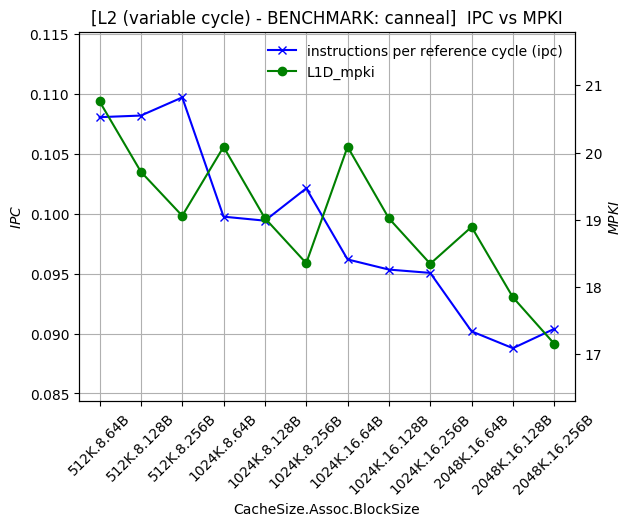 [L2 (variable cycle) - BENCHMARK: canneal]  IPC vs MPKI
instructions per reference cycle (ipc)
L1D_mpki
0.115
0.110
0.105
0.100
0.095
0.090
0.085
IPC
21
20
19
18
17
MPKI
512K.8.64B
512K.8.128B
512K.8.256B
1024K.8.64B
1024K.8.128B
1024K.8.256B
1024K.16.64B
1024K.16.128B
1024K.16.256B
2048K.16.64B
2048K.16.128B
2048K.16.256B
CacheSize.Assoc.BlockSize